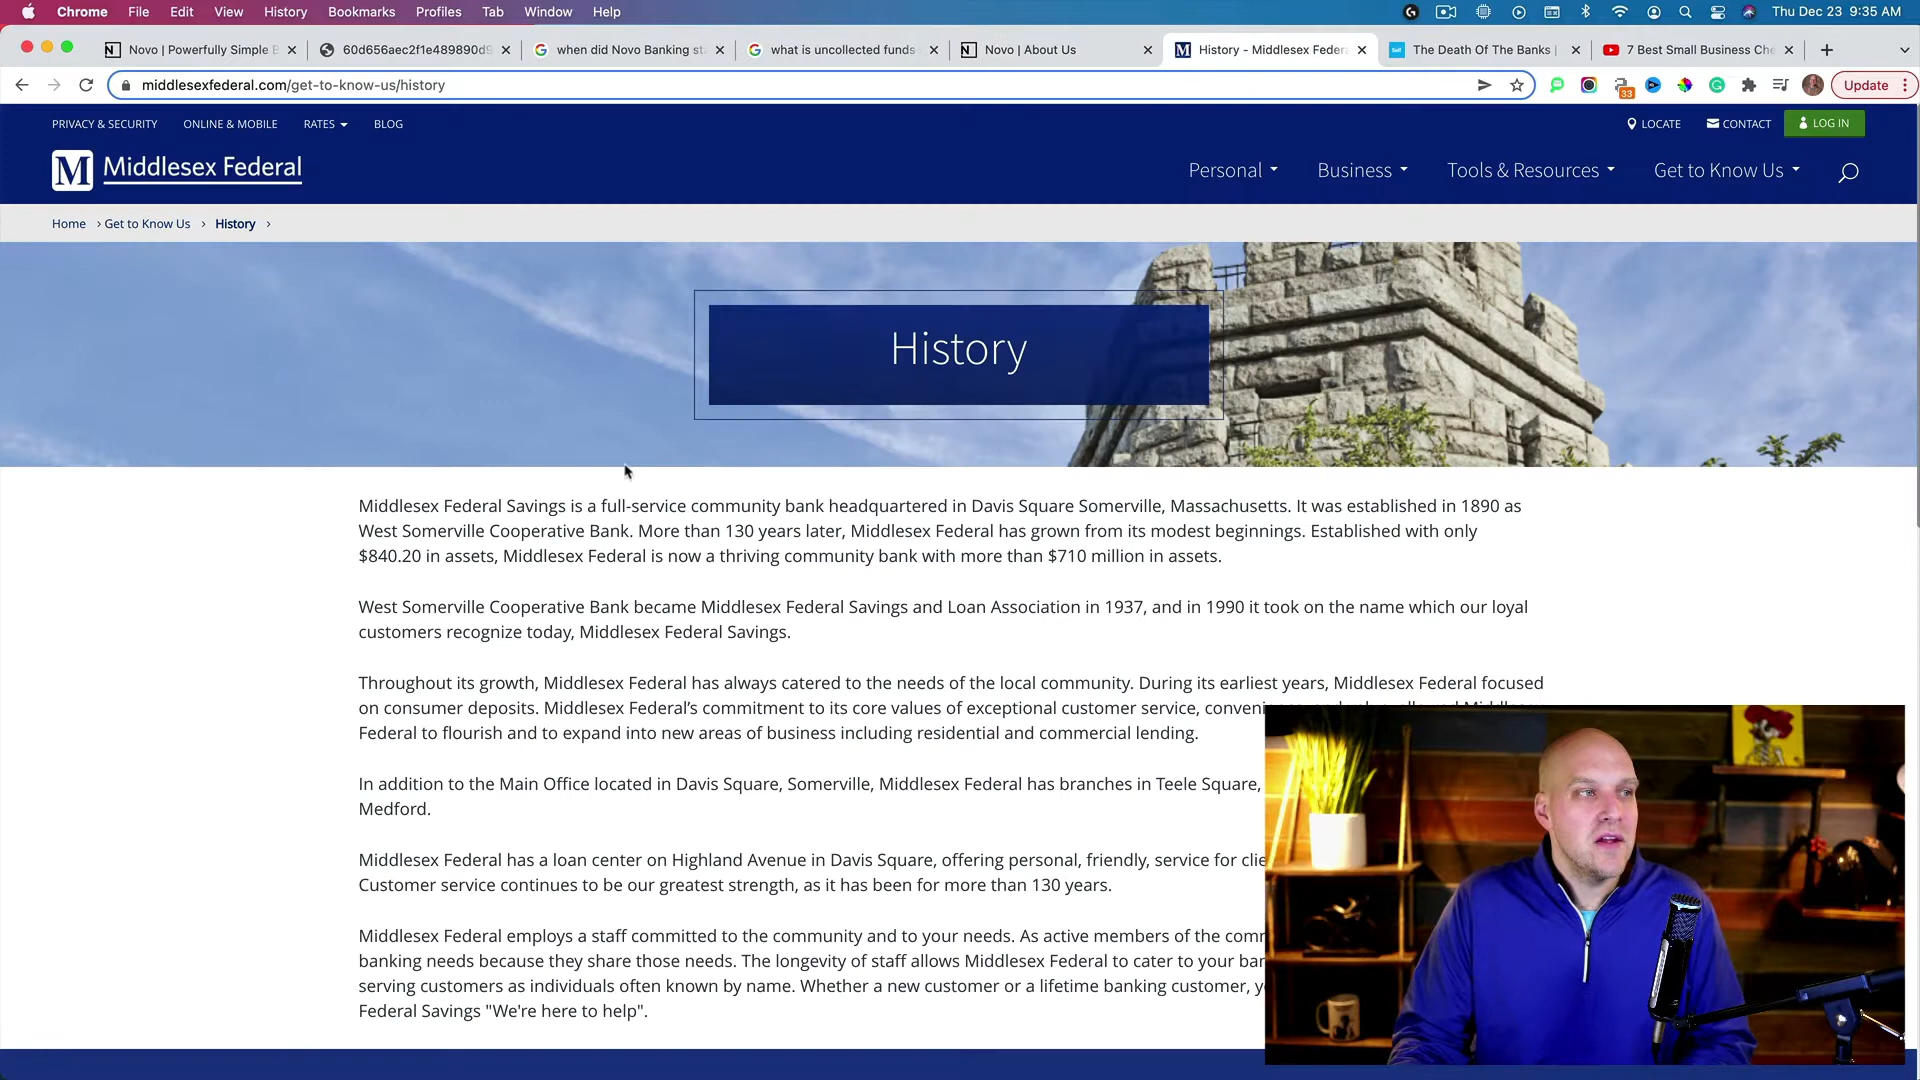 Chrome File Edit View History Bookmarks Profiles Tab Window Help
Thu Dec 23 9:35 AM
Novo | Powerfully Simple
60d656aec2f1e489890d
when did Novo Banking
what is uncollected funds
Novo | About Us
History - Middlesex Federa
The Death Of The Banks |
7 Best Small Business Che
middlesexfederal.com/get-to-know-us/history
33
Update
PRIVACY & SECURITY ONLINE & MOBILE RATES BLOG
LOCATE CONTACT LOG IN
M Middlesex Federal
Personal Business Tools & Resources Get to Know Us
Home › Get to Know Us › History ›
History
Middlesex Federal Savings is a full-service community bank headquartered in Davis Square Somerville, Massachusetts. It was established in 1890 as
West Somerville Cooperative Bank. More than 130 years later, Middlesex Federal has grown from its modest beginnings. Established with only
$840.20 in assets, Middlesex Federal is now a thriving community bank with more than $710 million in assets.
West Somerville Cooperative Bank became Middlesex Federal Savings and Loan Association in 1937, and in 1990 it took on the name which our loyal
customers recognize today, Middlesex Federal Savings.
Throughout its growth, Middlesex Federal has always catered to the needs of the local community. During its earliest years, Middlesex Federal focused
on consumer deposits. Middlesex Federal’s commitment to its core values of exceptional customer service,
Federal to flourish and to expand into new areas of business including residential and commercial lending.
In addition to the Main Office located in Davis Square, Somerville, Middlesex Federal has branches in Teele Square,
Medford.
Middlesex Federal has a loan center on Highland Avenue in Davis Square, offering personal, friendly, service for
Customer service continues to be our greatest strength, as it has been for more than 130 years.
Middlesex Federal employs a staff committed to the community and to your needs. As active members of the
banking needs because they share those needs. The longevity of staff allows Middlesex Federal to cater to your
serving customers as individuals often known by name. Whether a new customer or a lifetime banking customer,
Federal Savings "We're here to help".